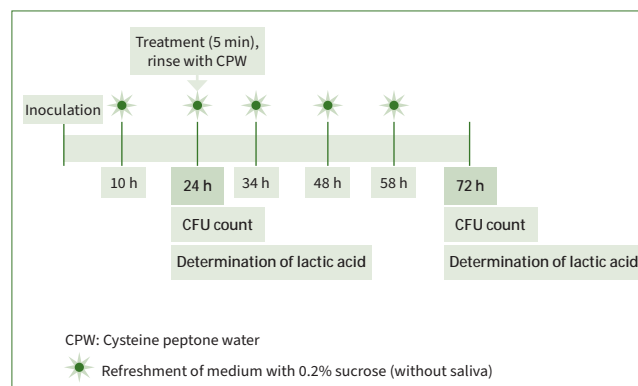 Treatment (5 min),
rinse with CPW
Inoculation
10 h
24 h
34 h
48 h
58 h
72 h
CFU count
CFU count
Determination of lactic acid
Determination of lactic acid
CPW: Cysteine peptone water
Refreshment of medium with 0.2% sucrose (without saliva)